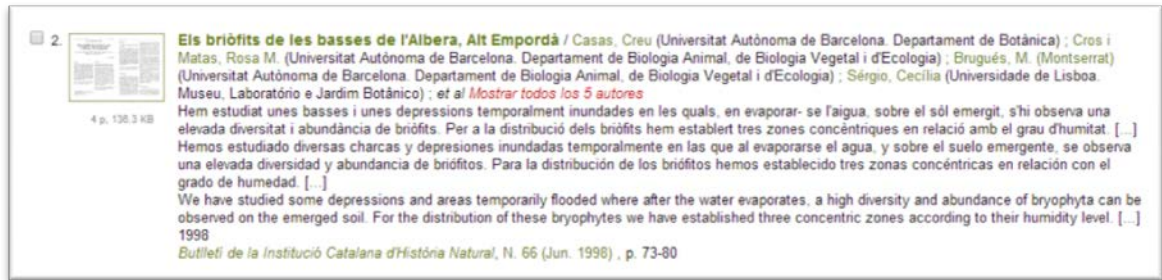 2.
Els briòfits de les basses de l'Albera, Alt Empordà / Casas, Creu (Universitat Autònoma de Barcelona. Departament de Botànica) ; Cros i
Matas, Rosa M. (Universitat Autònoma de Barcelona. Departament de Biologia Animal, de Biologia Vegetal i d'Ecologia) ; Brugués, M. (Montserrat)
(Universitat Autònoma de Barcelona. Departament de Biologia Animal, de Biologia Vegetal i d'Ecologia) ; Sérgio, Cecília (Universidade de Lisboa.
Museu, Laboratório e Jardim Botânico) ; et al Mostrar todos los 5 autores
4 p, 136.3 KB
Hem estudiat unes basses i unes depressions temporalment inundades en les quals, en evaporar- se l'aigua, sobre el sòl emergit, s'hi observa una
elevada diversitat i abundància de briòfits. Per a la distribució dels briòfits hem establert tres zones concèntriques en relació amb el grau d'humitat. [...]
Hemos estudiado diversas charcas y depresiones inundadas temporalmente en las que al evaporarse el agua, y sobre el suelo emergente, se observa
una elevada diversidad y abundancia de briófitos. Para la distribución de los briófitos hemos establecido tres zonas concéntricas en relación con el
grado de humedad. [...]
We have studied some depressions and areas temporarily flooded where after the water evaporates, a high diversity and abundance of bryophyta can be
observed on the emerged soil. For the distribution of these bryophytes we have established three concentric zones according to their humidity level. [...]
1998
Butlletí de la Institució Catalana d'Història Natural, N. 66 (Jun. 1998) , p. 73-80